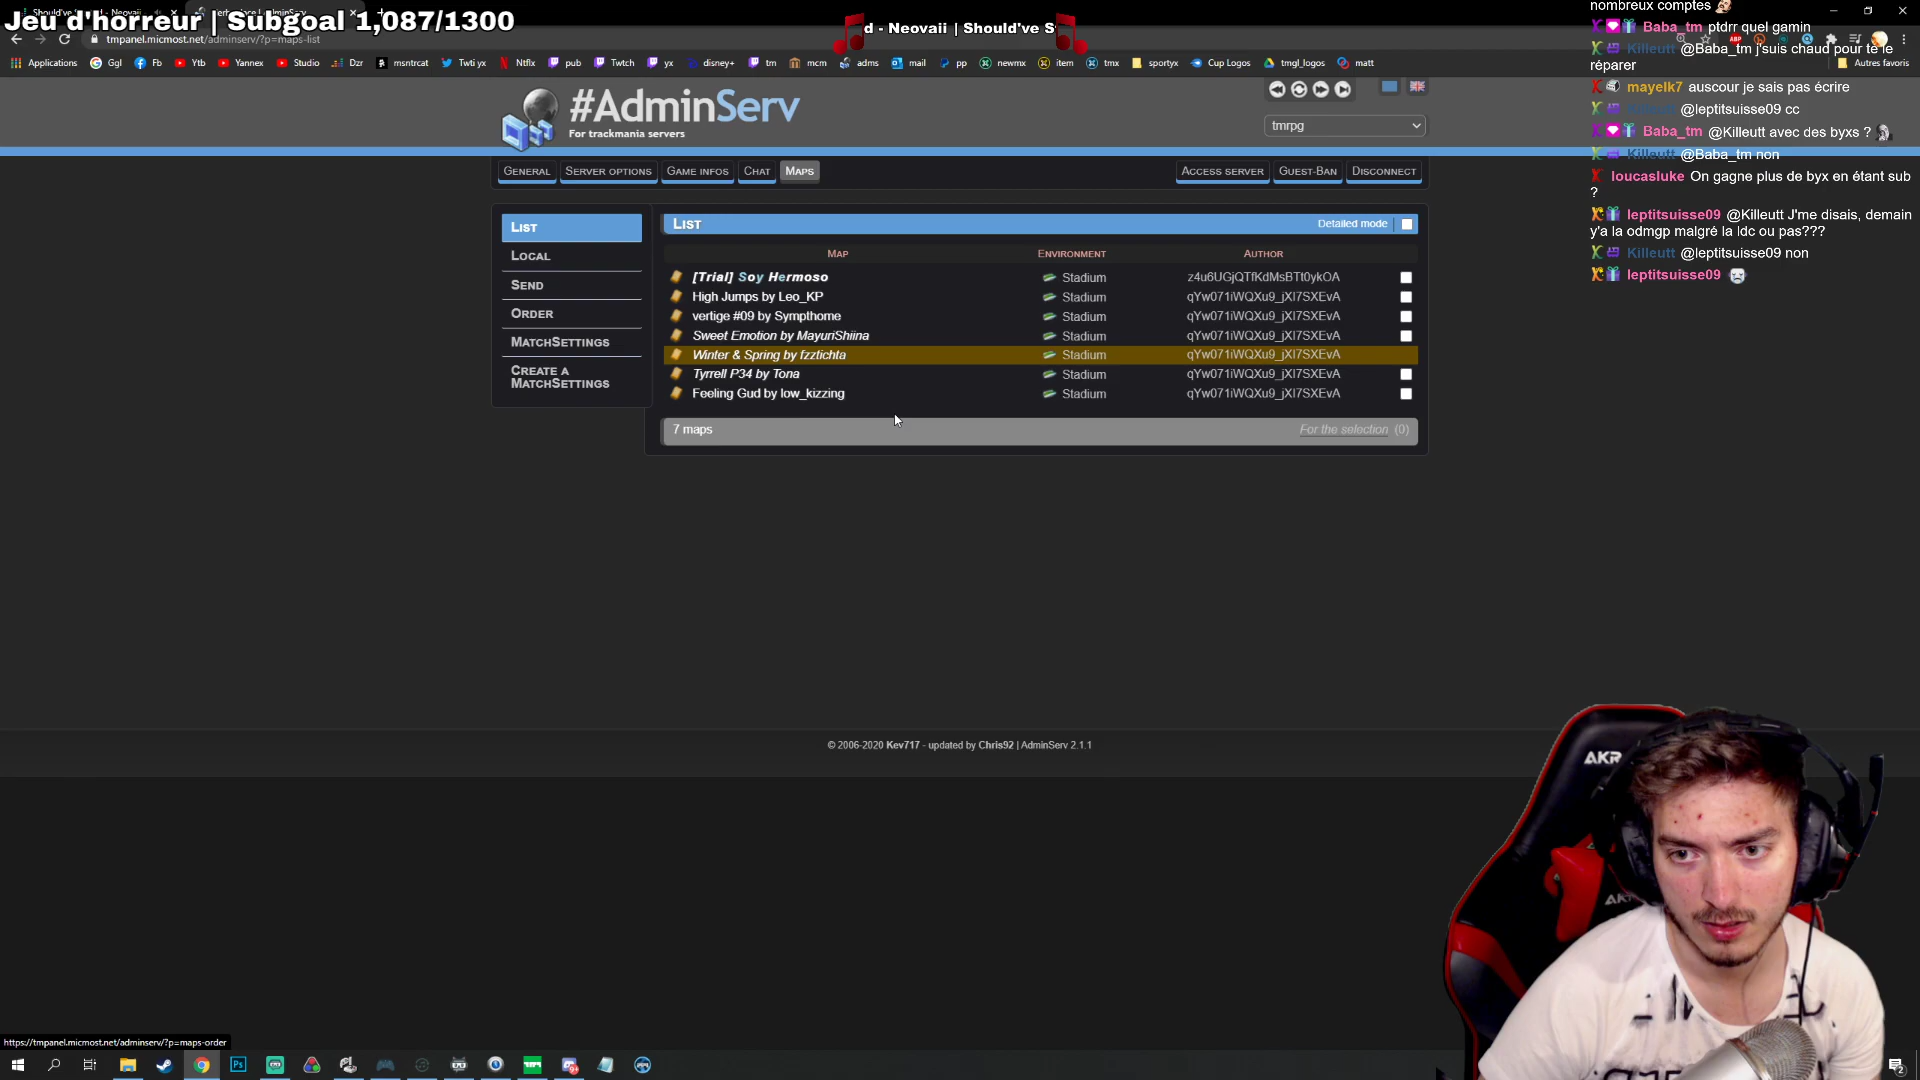 Jeu d'horreur | Subgoal 1,087/1300
d - Neovaii | Should've S
tmpanel.micmost.net/adminserv/?p=maps-list
Applications Ggl Fb Ytb Yannex Studio Dzr msntrcat Twti yx Ntflx pub Twtch yx disney+ tm mcm adms mail pp newmx item tmx sportyx Cup Logos tmgl_logos matt Autres favoris
#AdminServ
For trackmania servers
tmrpg
General Server options Game infos Chat Maps Access server Guest-Ban Disconnect
List
Local
Send
Order
MatchSettings
Create a
MatchSettings
List Detailed mode
Map Environment Author
[Trial] Soy Hermoso Stadium z4u6UGjQTfKdMsBTt0ykOA
High Jumps by Leo_KP Stadium qYw071iWQXu9_jXI7SXEvA
vertige #09 by Sympthome Stadium qYw071iWQXu9_jXI7SXEvA
Sweet Emotion by MayuriShiina Stadium qYw071iWQXu9_jXI7SXEvA
Winter & Spring by fzztichta Stadium qYw071iWQXu9_jXI7SXEvA
Tyrrell P34 by Tona Stadium qYw071iWQXu9_jXI7SXEvA
Feeling Gud by low_kizzing Stadium qYw071iWQXu9_jXI7SXEvA
7 maps For the selection (0)
© 2006-2020 Kev717 - updated by Chris92 | AdminServ 2.1.1
nombreux comptes
Baba_tm ptdrr quel gamin
Killeutt @Baba_tm j'suis chaud pour te le
réparer
mayelk7 auscour je sais pas écrire
Killeutt @leptitsuisse09 cc
Baba_tm @Killeutt avec des byxs ?
Killeutt @Baba_tm non
loucasluke On gagne plus de byx en étant sub
?
leptitsuisse09 @Killeutt J'me disais, demain
y'a la odmgp malgré la ldc ou pas???
Killeutt @leptitsuisse09 non
leptitsuisse09
AKR
https://tmpanel.micmost.net/adminserv/?p=maps-order